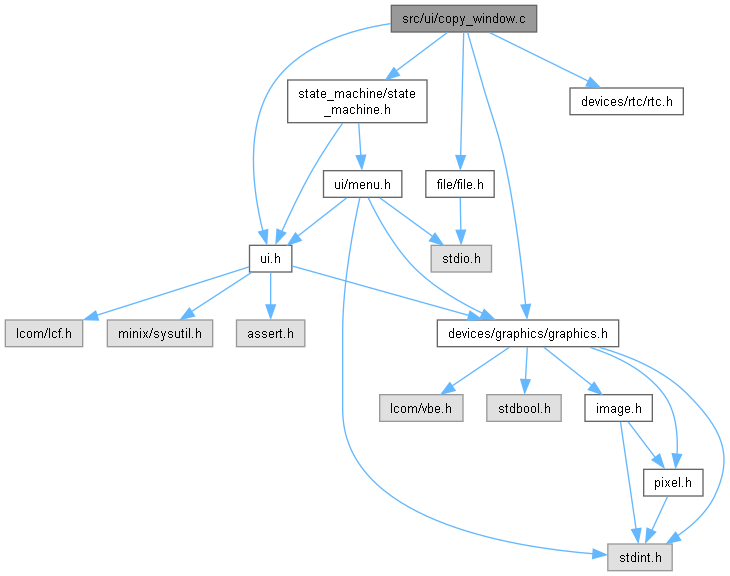 src/ui/copy_window.c
state_machine/state
_machine.h
devices/rtc/rtc.h
ui/menu.h
file/file.h
ui.h
stdio.h
lcom/lcf.h
minix/sysutil.h
assert.h
devices/graphics/graphics.h
lcom/vbe.h
stdbool.h
image.h
pixel.h
stdint.h